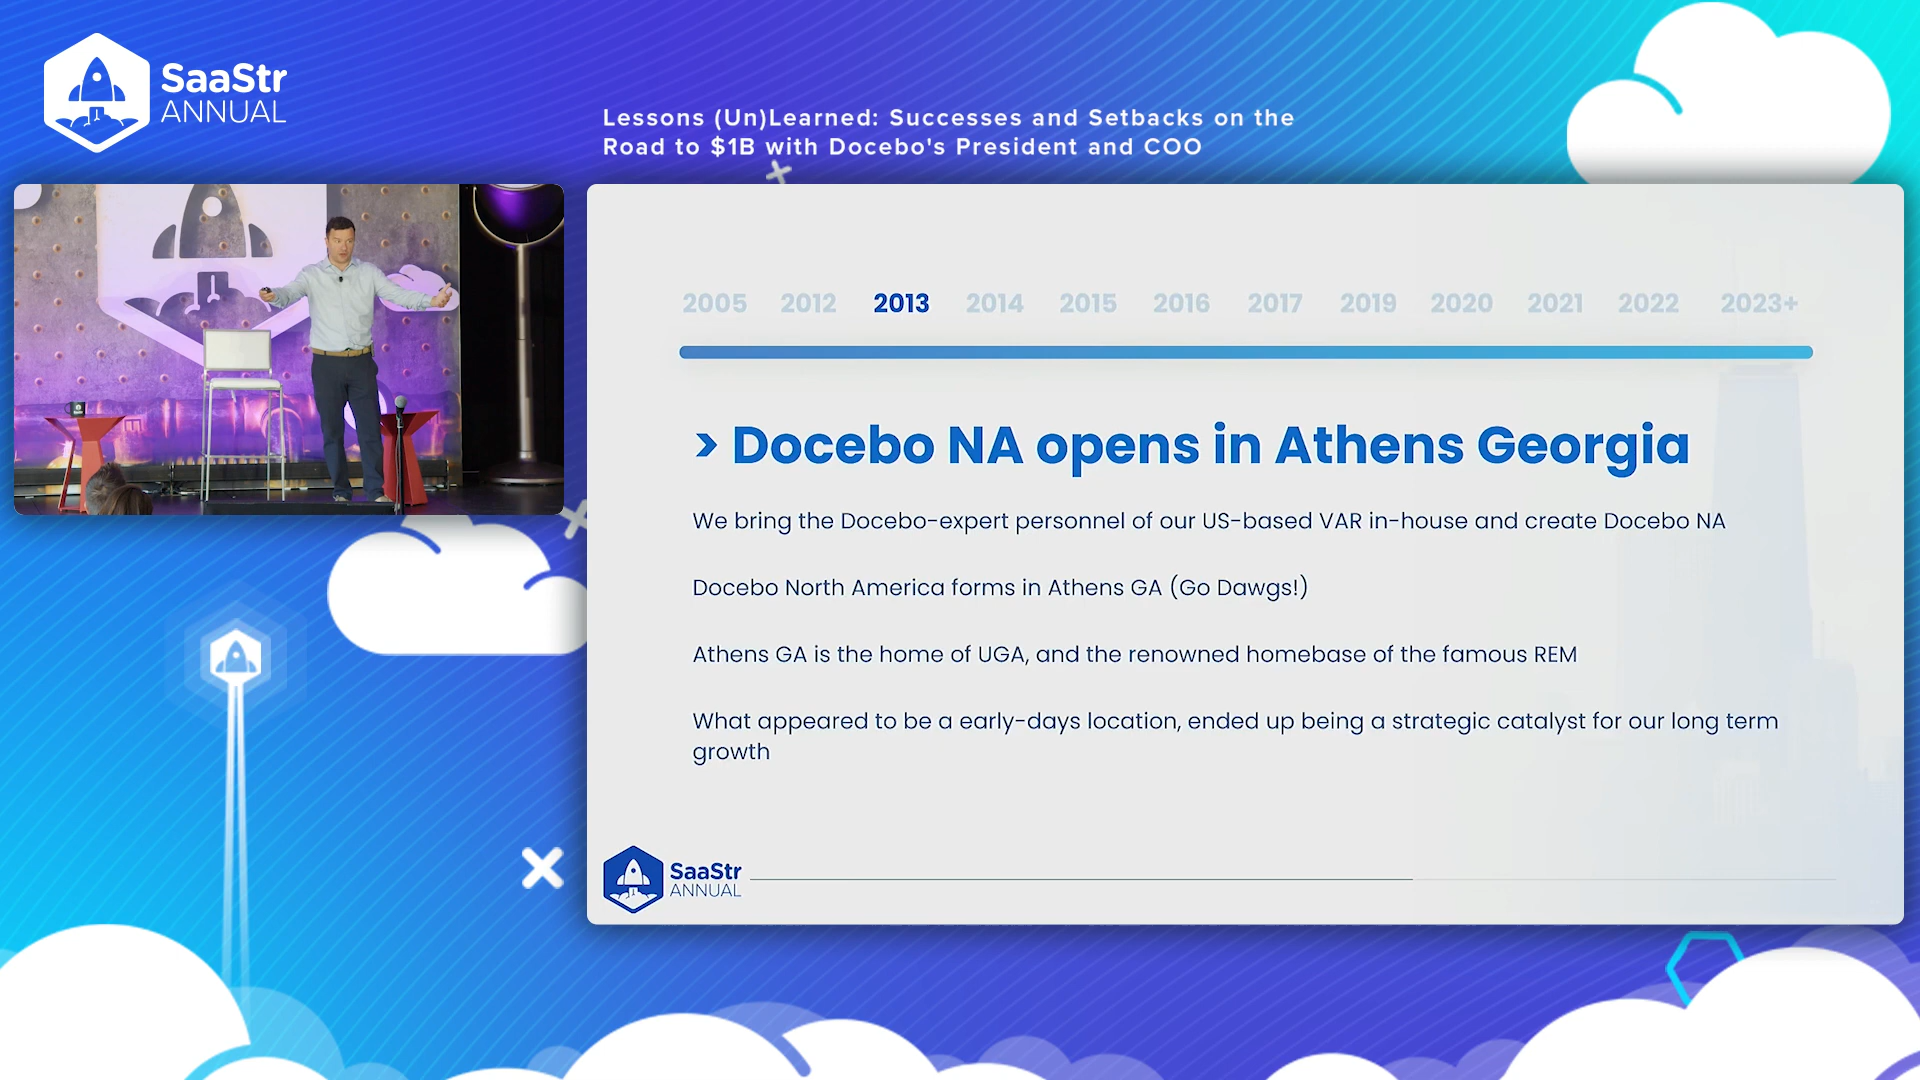 SaaStr
ANNUAL
Lessons (Un)Learned: Successes and Setbacks on the
Road to $1B with Docebo's President and COO
2005 2012 2013 2014 2015 2016 2017 2019 2020 2021 2022 2023+
> Docebo NA opens in Athens Georgia
We bring the Docebo-expert personnel of our US-based VAR in-house and create Docebo NA
Docebo North America forms in Athens GA (Go Dawgs!)
Athens GA is the home of UGA, and the renowned homebase of the famous REM
What appeared to be a early-days location, ended up being a strategic catalyst for our long term
growth
SaaStr
ANNUAL